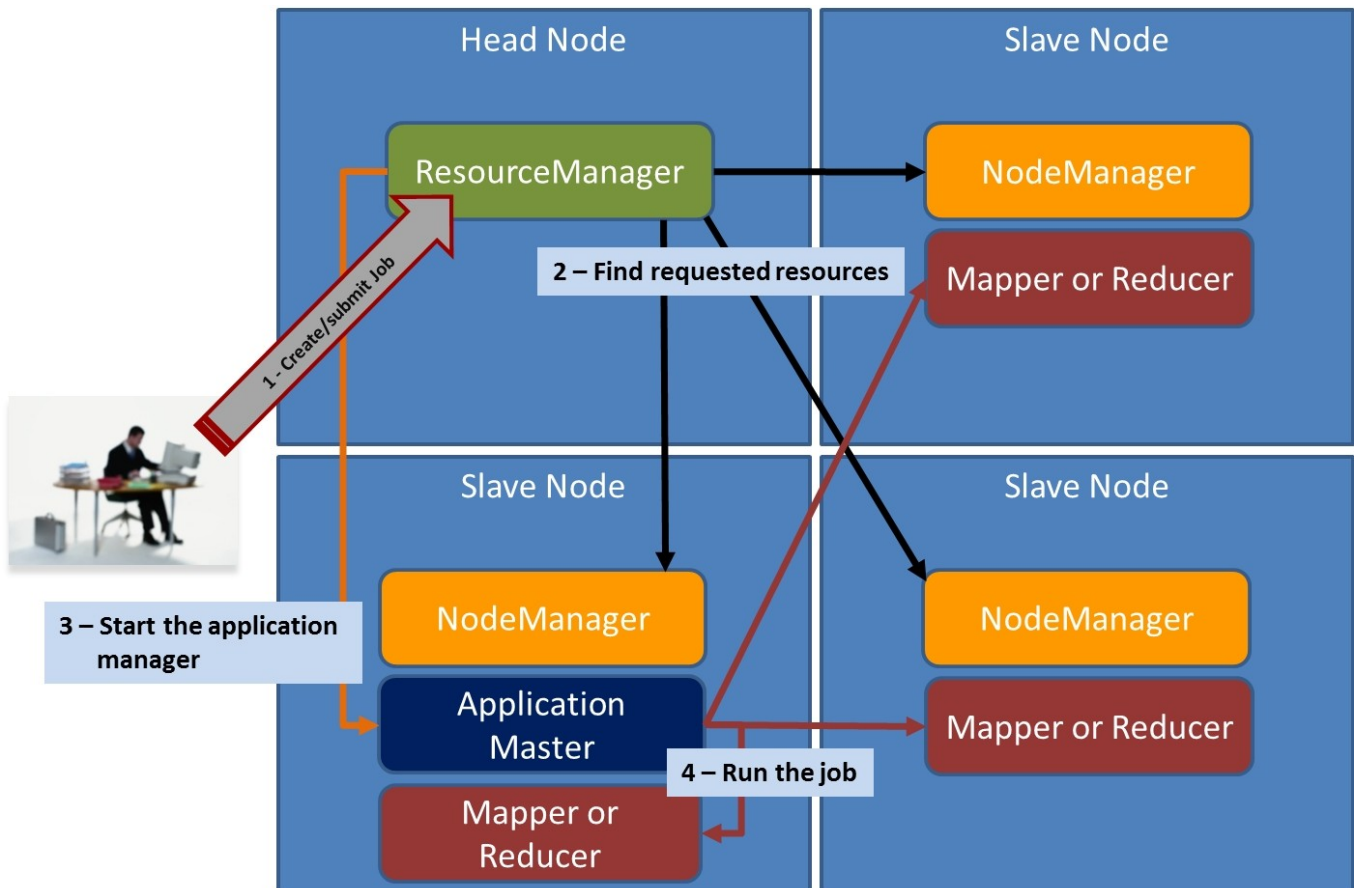 Head Node
Slave Node
ResourceManager
NodeManager
2 – Find requested resources
Mapper or Reducer
1 - Create/submit Job
Slave Node
Slave Node
NodeManager
NodeManager
3 – Start the application
manager
Application
Master
Mapper or Reducer
4 – Run the job
Mapper or
Reducer